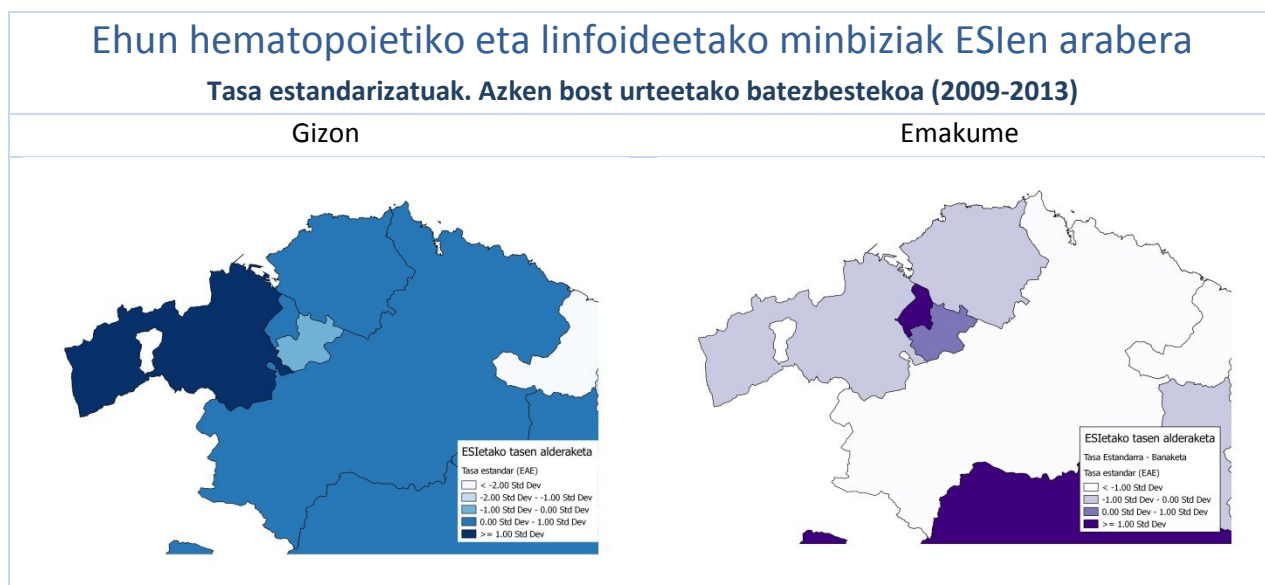 Ehun hematopoietiko eta linfoideetako minbiziak ESIen arabera
Tasa estandarizatuak. Azken bost urteetako batezbestekoa (2009-2013)
Gizon
Emakume
ESIetako tasen alderaketa
Tasa estandar (EAE)
< -2.00 Std Dev
-2.00 Std Dev - -1.00 Std Dev
-1.00 Std Dev - 0.00 Std Dev
0.00 Std Dev - 1.00 Std Dev
>= 1.00 Std Dev
ESIetako tasen alderaketa
Tasa Estandarra - Banaketa
Tasa estandar (EAE)
< -1.00 Std Dev
-1.00 Std Dev - 0.00 Std Dev
0.00 Std Dev - 1.00 Std Dev
>= 1.00 Std Dev